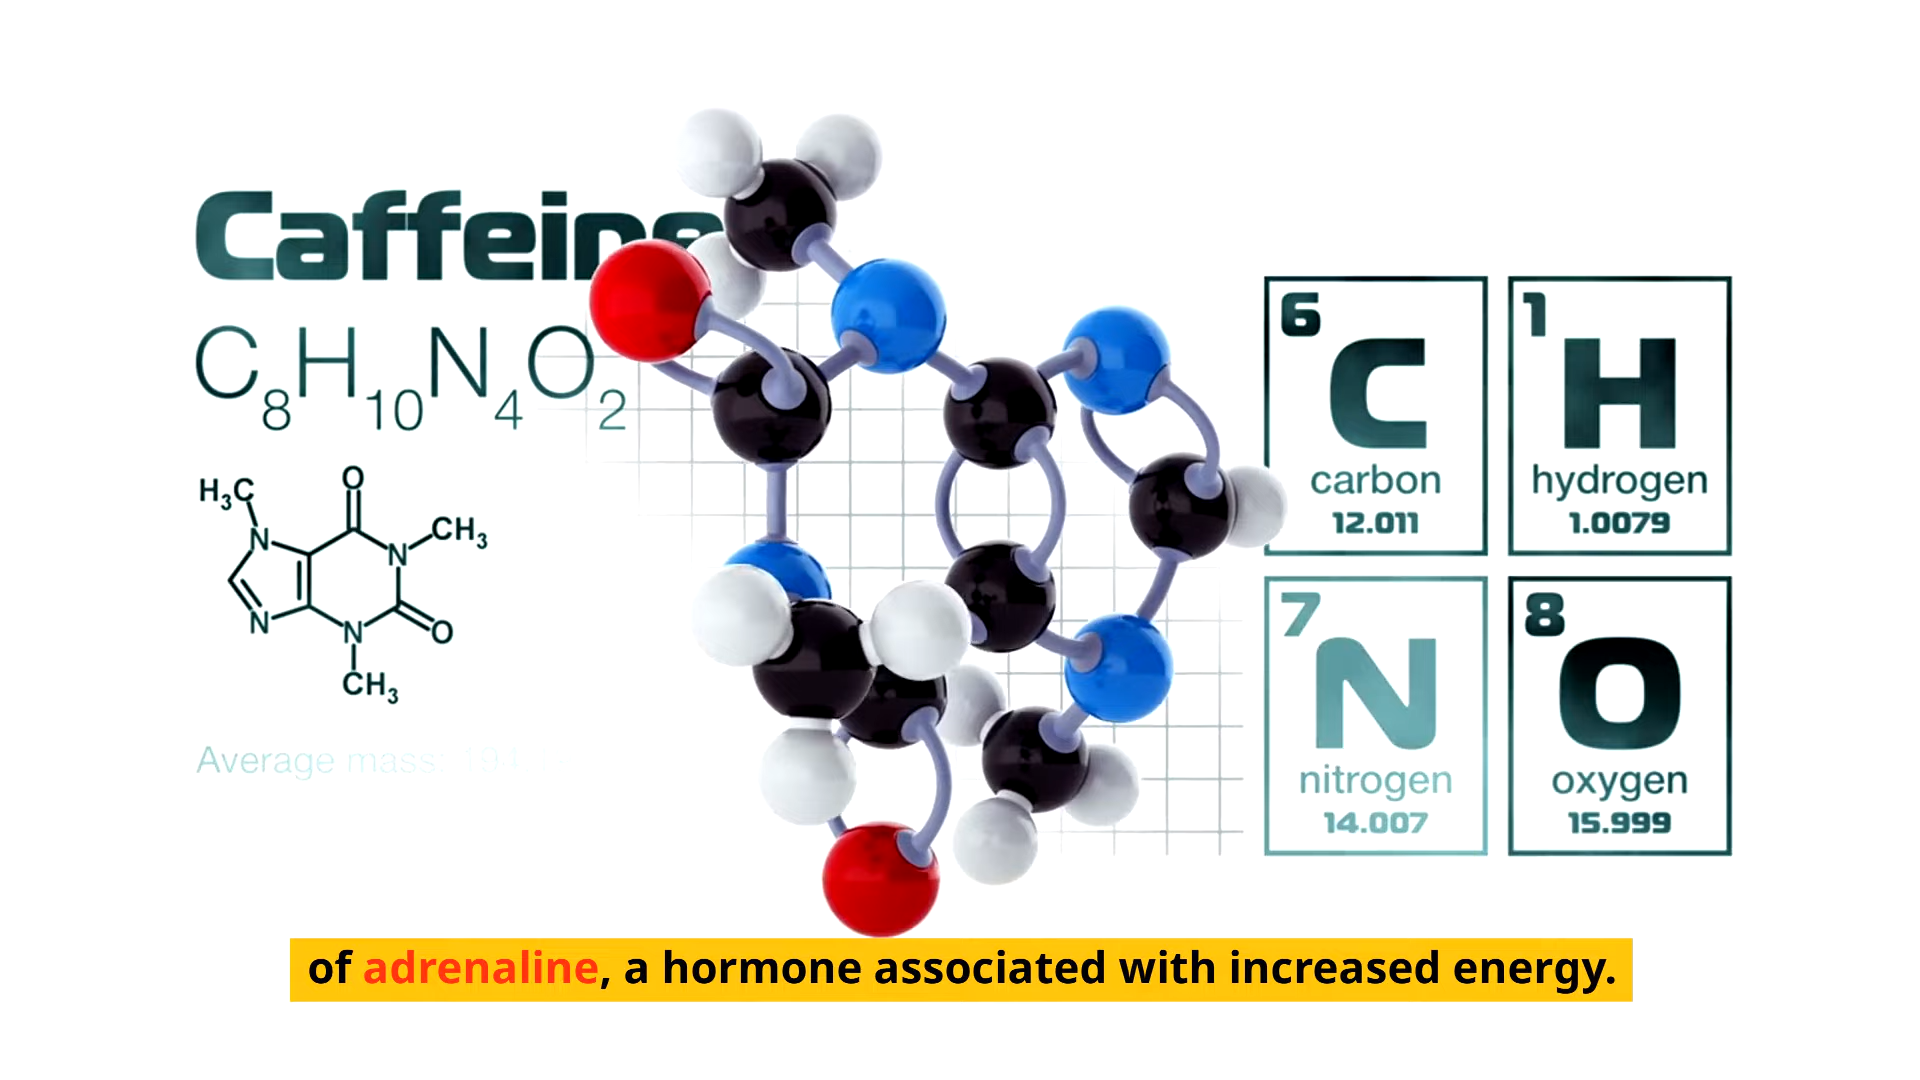 Caffeine
C8H10N4O2
H3C
O
N
CH3
N
N
N
O
CH3
Average mass:
6
C
carbon
12.011
1
H
hydrogen
1.0079
7
N
nitrogen
14.007
8
O
oxygen
15.999
of adrenaline, a hormone associated with increased energy.